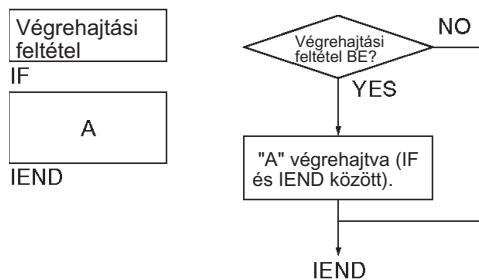 Végrehajtási
feltétel
IF
A
IEND
Végrehajtási
feltétel BE?
NO
YES
"A" végrehajtva (IF
és IEND között).
IEND